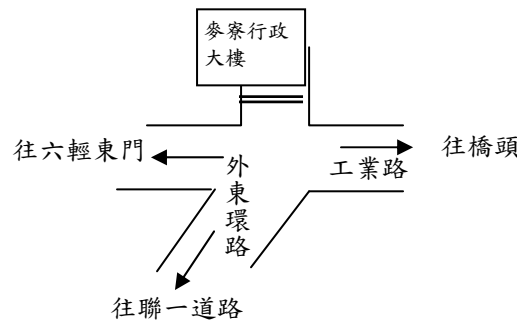 麥寮行政
大樓
往六輕東門
外東環路
工業路
往橋頭
往聯一道路